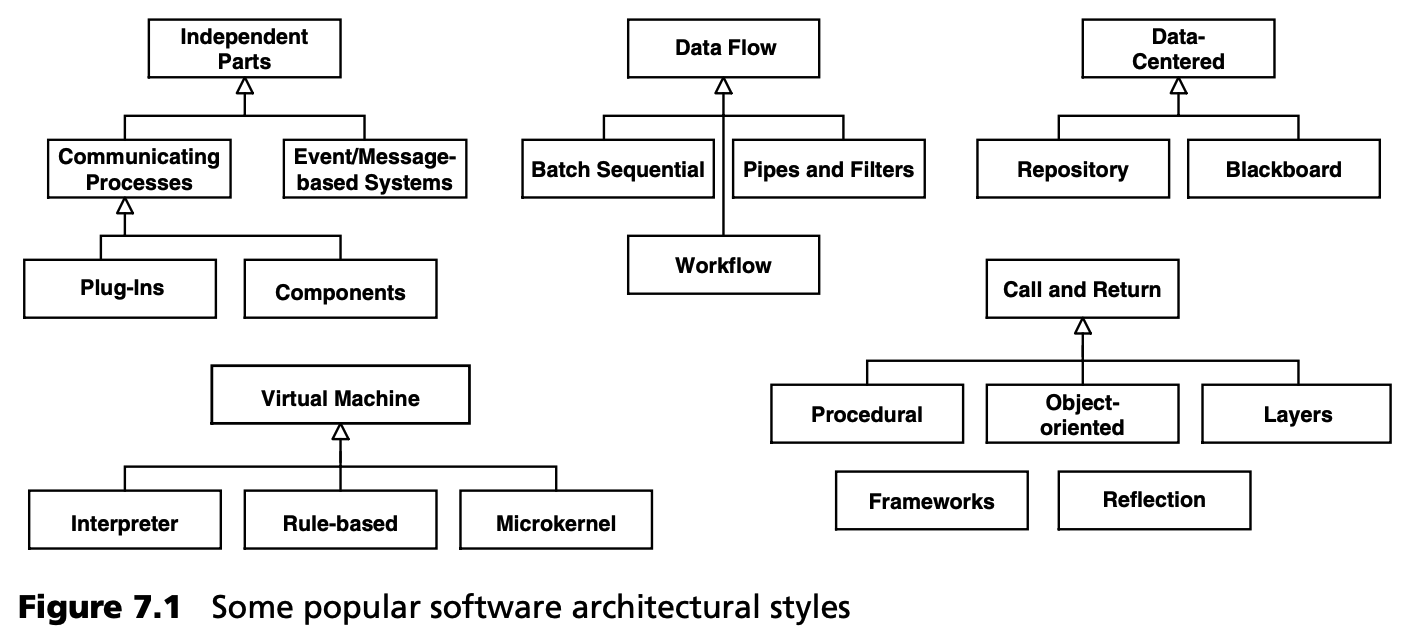 Independent
Parts
Data Flow
Data-
Centered
Communicating
Processes
Event/Message-
based Systems
Batch Sequential
Pipes and Filters
Repository
Blackboard
Plug-Ins
Components
Workflow
Call and Return
Virtual Machine
Procedural
Object-
oriented
Layers
Interpreter
Rule-based
Microkernel
Frameworks
Reflection
Figure 7.1 Some popular software architectural styles